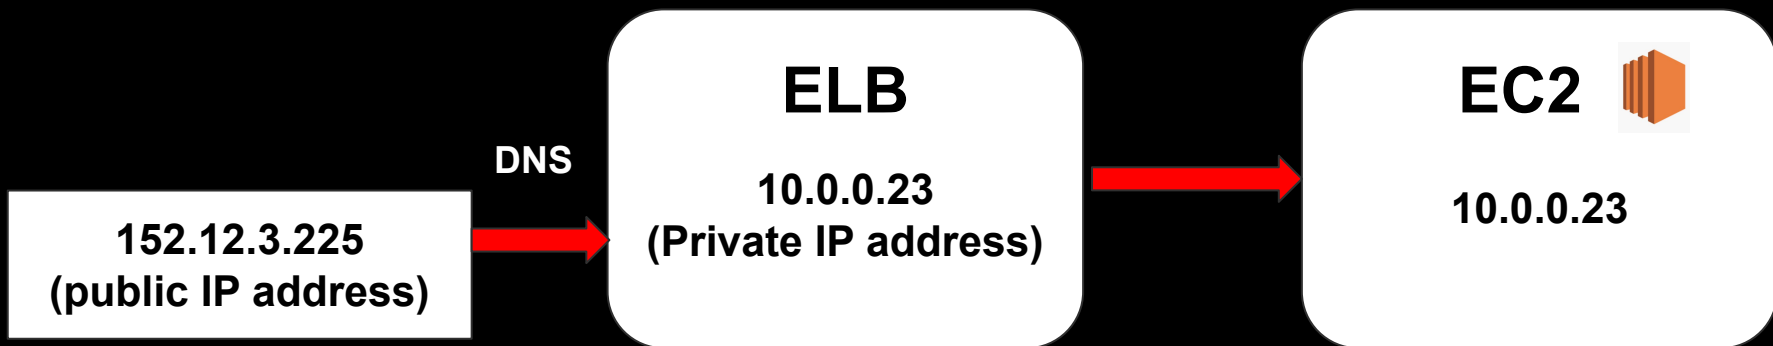 152.12.3.225
(public IP address)
DNS
ELB
10.0.0.23
(Private IP address)
EC2
10.0.0.23